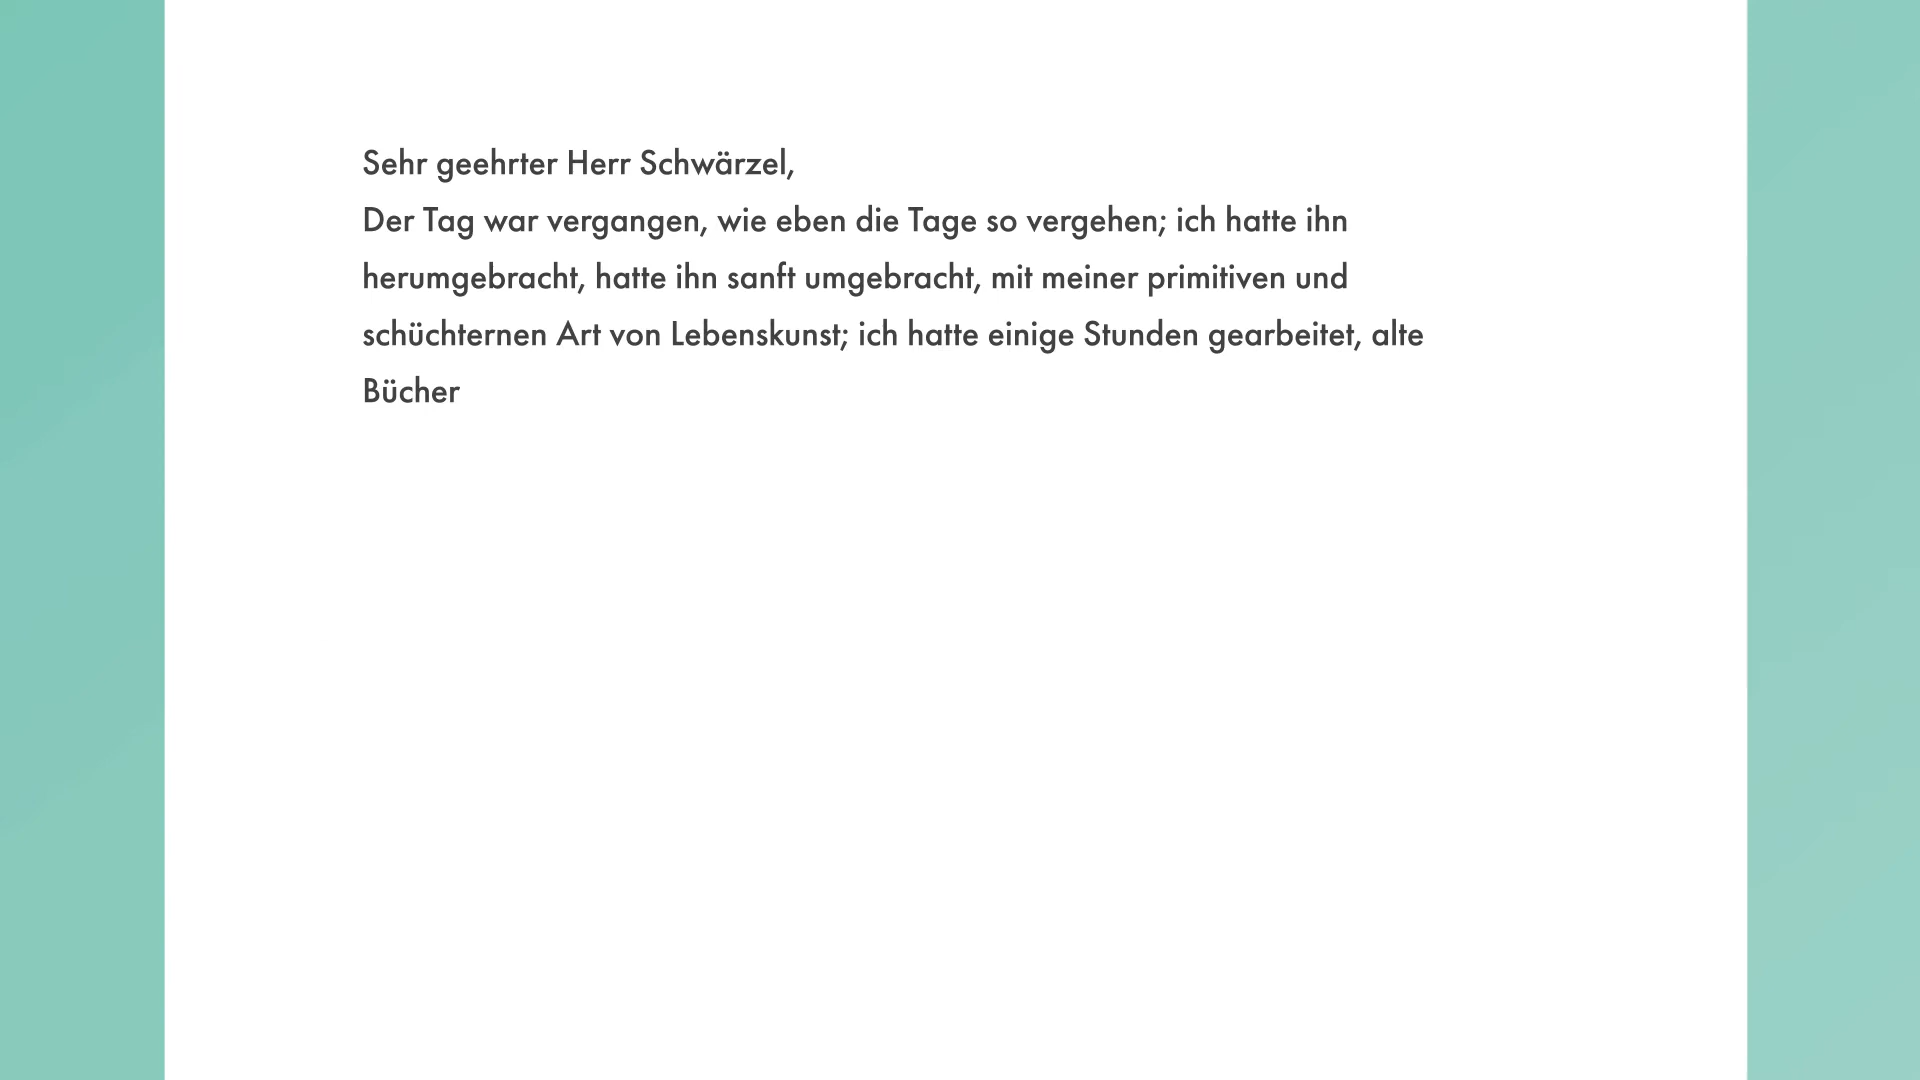 Sehr geehrter Herr Schwärzel,
Der Tag war vergangen, wie eben die Tage so vergehen; ich hatte ihn
herumgebracht, hatte ihn sanft umgebracht, mit meiner primitiven und
schüchternen Art von Lebenskunst; ich hatte einige Stunden gearbeitet, alte
Bücher